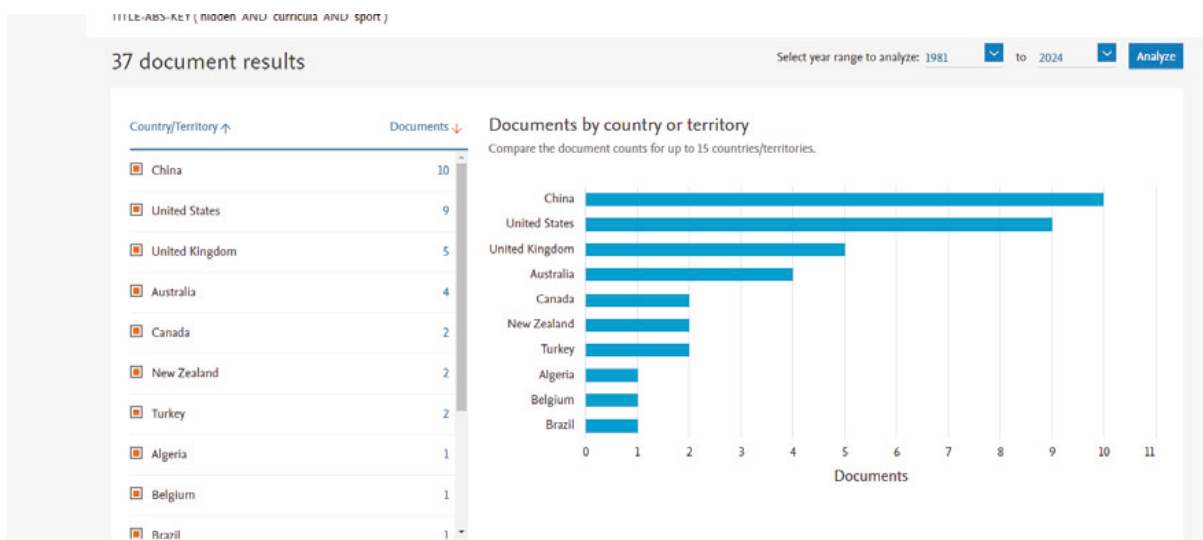 TITLE-ABS-KEY ( hidden AND curricula AND sport )
37 document results
Select year range to analyze: 1981 to 2024 Analyze
Country/Territory Documents
China 10
United States 9
United Kingdom 5
Australia 4
Canada 2
New Zealand 2
Turkey 2
Algeria 1
Belgium 1
Brazil 1
Documents by country or territory
Compare the document counts for up to 15 countries/territories.
China
United States
United Kingdom
Australia
Canada
New Zealand
Turkey
Algeria
Belgium
Brazil
0 1 2 3 4 5 6 7 8 9 10 11
Documents